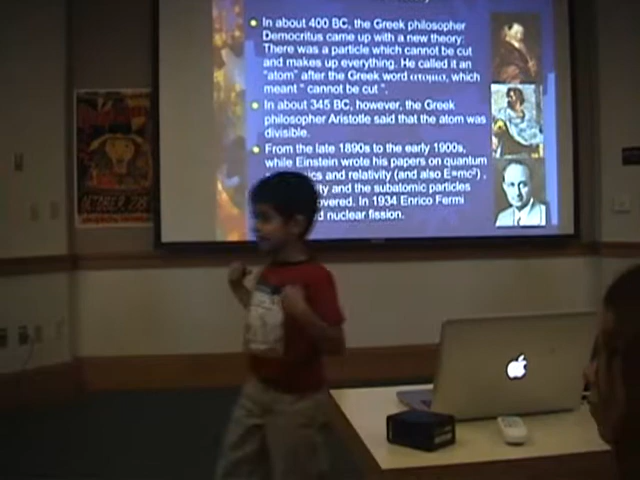 In about 400 BC, the Greek philosopher
Democritus came up with a new theory:
There was a particle which cannot be cut
and makes up everything. He called it an
"atom" after the Greek word ατομιο, which
meant " cannot be cut ".
In about 345 BC, however, the Greek
philosopher Aristotle said that the atom was
divisible.
From the late 1890s to the early 1900s,
while Einstein wrote his papers on quantum
and relativity (and also E=mc²) ,
and the subatomic particles
In 1934 Enrico Fermi
nuclear fission.
OCTOBER 28